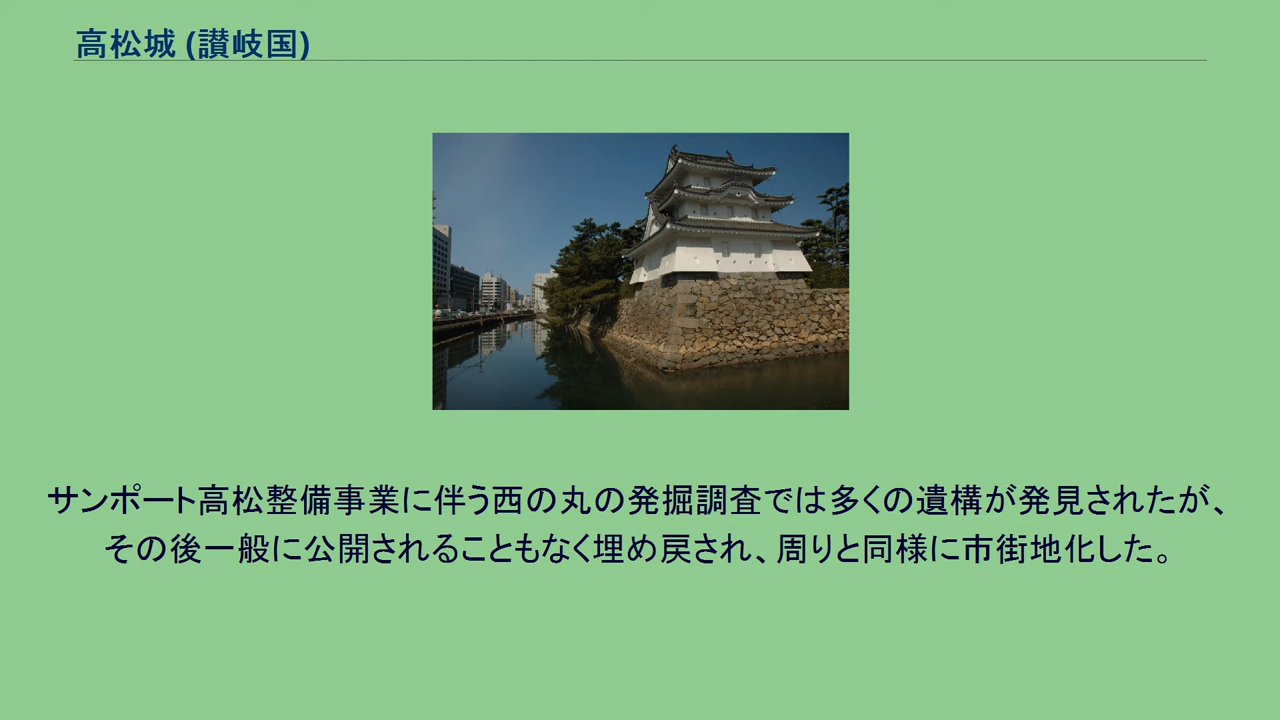 高松城 (讃岐国)
サンポート高松整備事業に伴う西の丸の発掘調査では多くの遺構が発見されたが、
その後一般に公開されることもなく埋め戻され、周りと同様に市街地化した。